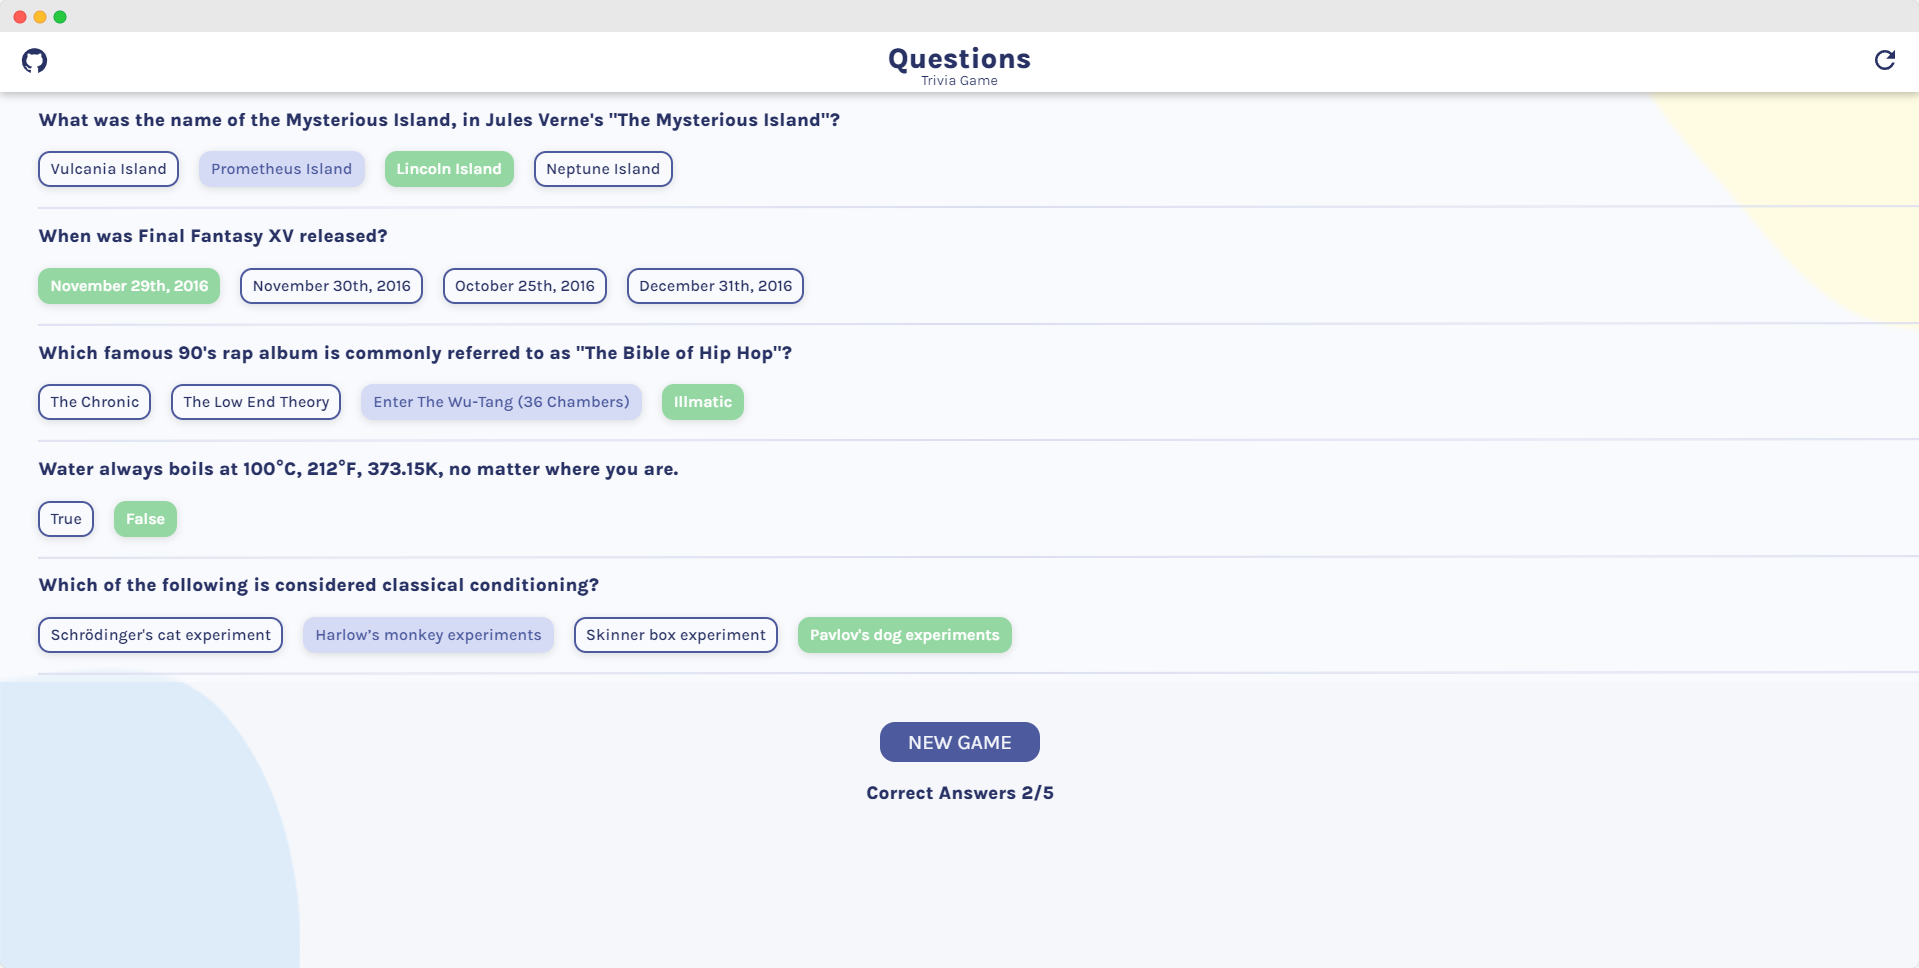 Questions
Trivia Game
What was the name of the Mysterious Island, in Jules Verne's "The Mysterious Island"?
Vulcania Island Prometheus Island Lincoln Island Neptune Island
When was Final Fantasy XV released?
November 29th, 2016 November 30th, 2016 October 25th, 2016 December 31th, 2016
Which famous 90's rap album is commonly referred to as "The Bible of Hip Hop"?
The Chronic The Low End Theory Enter The Wu-Tang (36 Chambers) Illmatic
Water always boils at 100°C, 212°F, 373.15K, no matter where you are.
True False
Which of the following is considered classical conditioning?
Schrödinger's cat experiment Harlow’s monkey experiments Skinner box experiment Pavlov's dog experiments
NEW GAME
Correct Answers 2/5